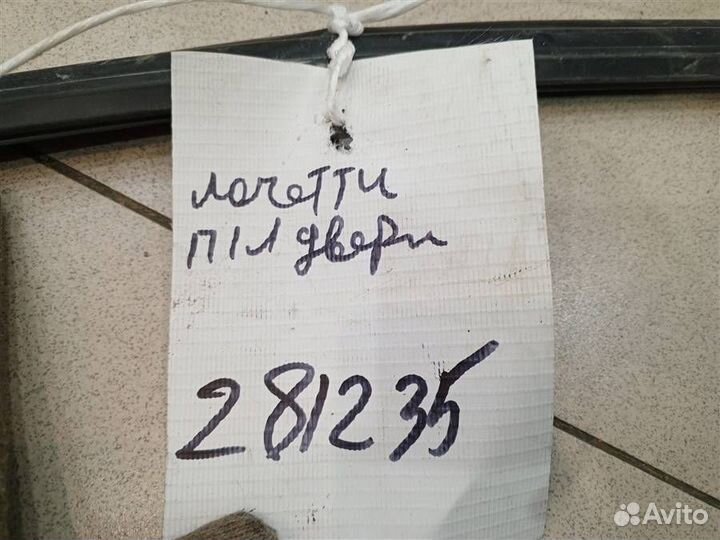 лачетти
п/л двери
281235
Avito